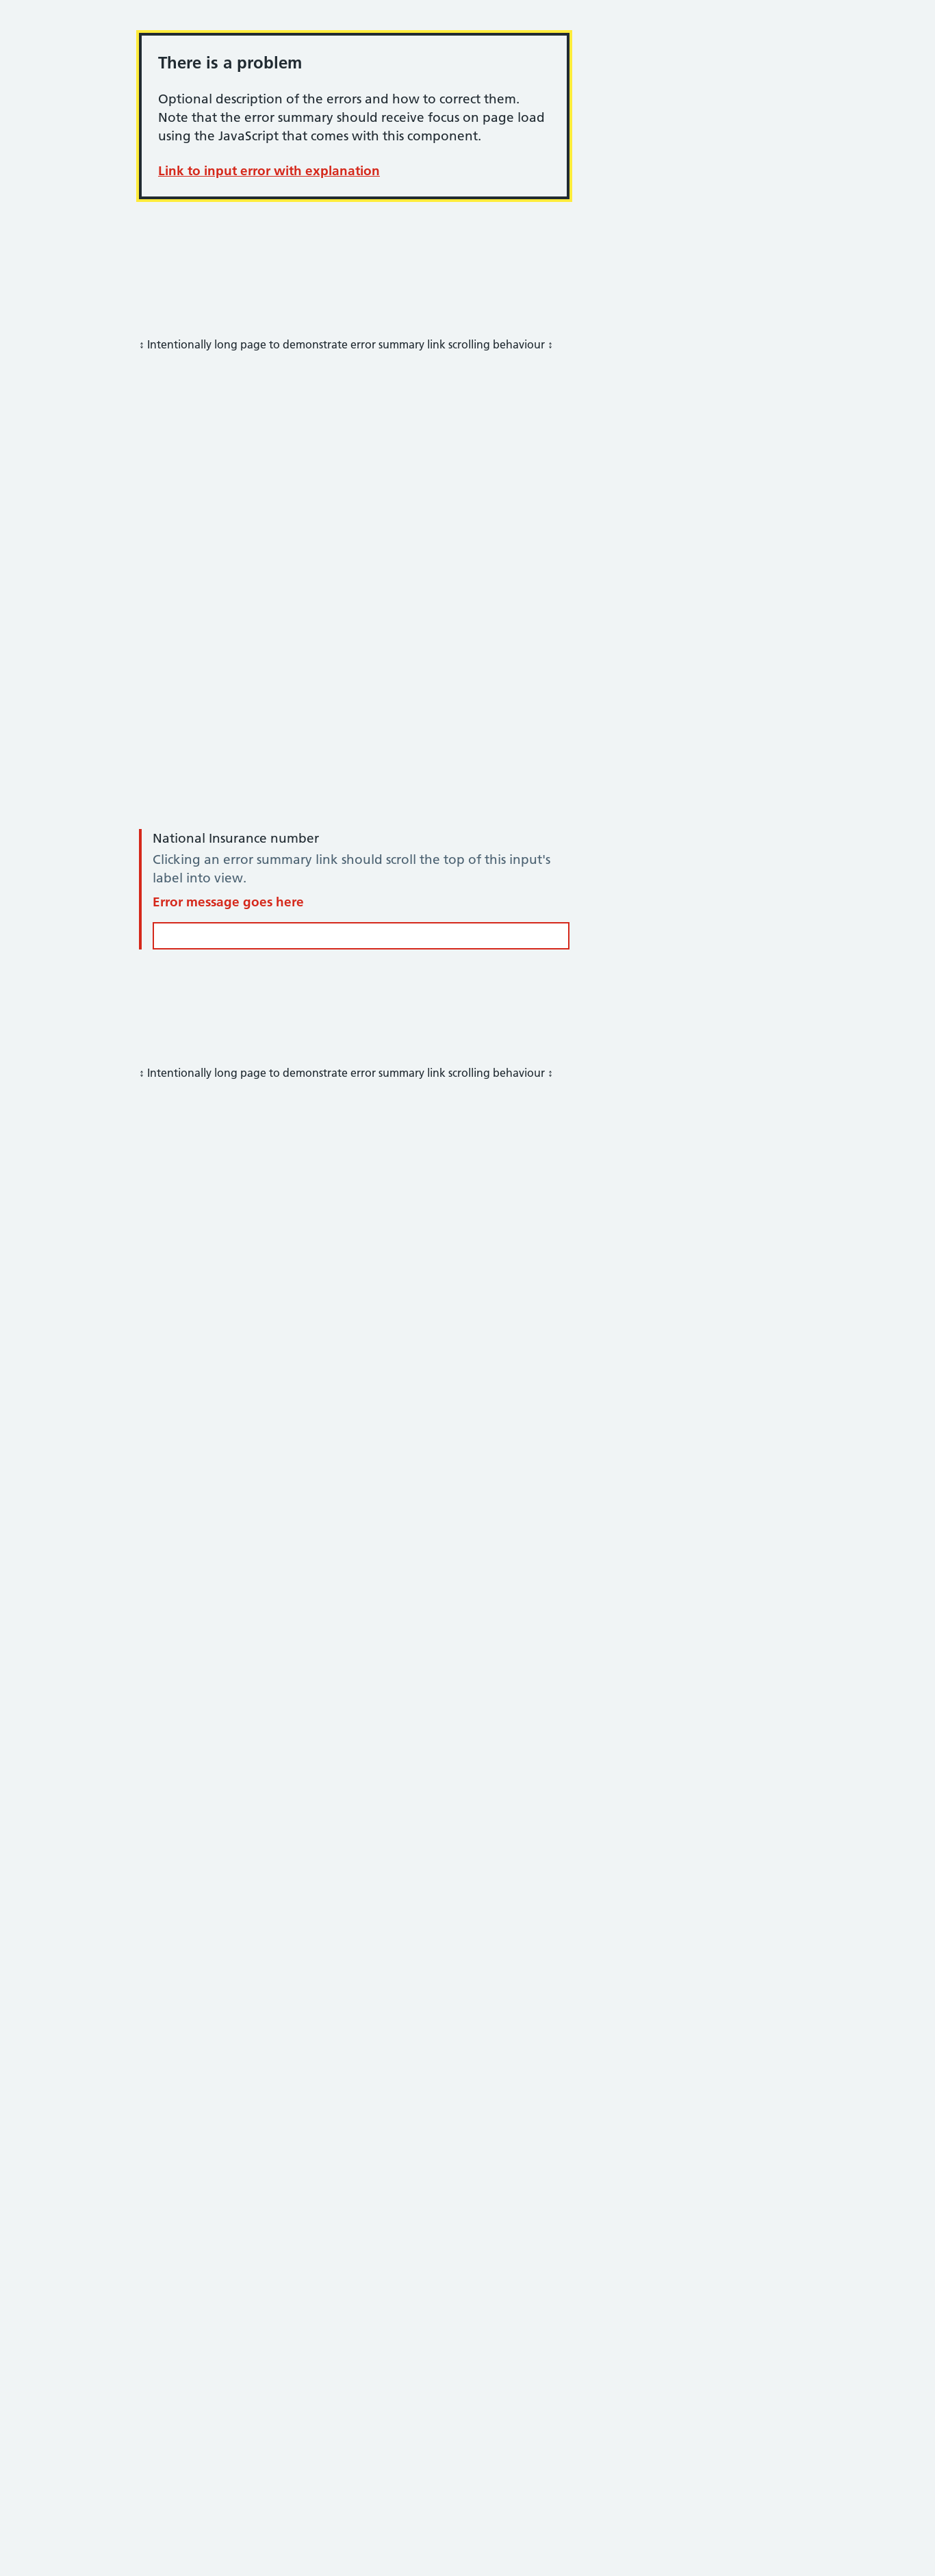 There is a problem
Optional description of the errors and how to correct them.
Note that the error summary should receive focus on page load
using the JavaScript that comes with this component.
Link to input error with explanation
↕ Intentionally long page to demonstrate error summary link scrolling behaviour ↕
National Insurance number
Clicking an error summary link should scroll the top of this input's
label into view.
Error message goes here
↕ Intentionally long page to demonstrate error summary link scrolling behaviour ↕